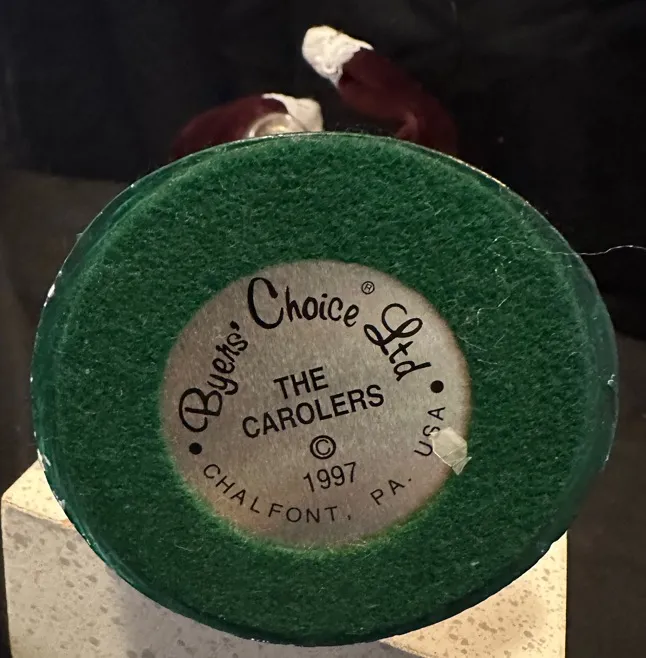 Byers' Choice® Ltd
THE
CAROLERS
©
1997
• CHALFONT, PA. USA •